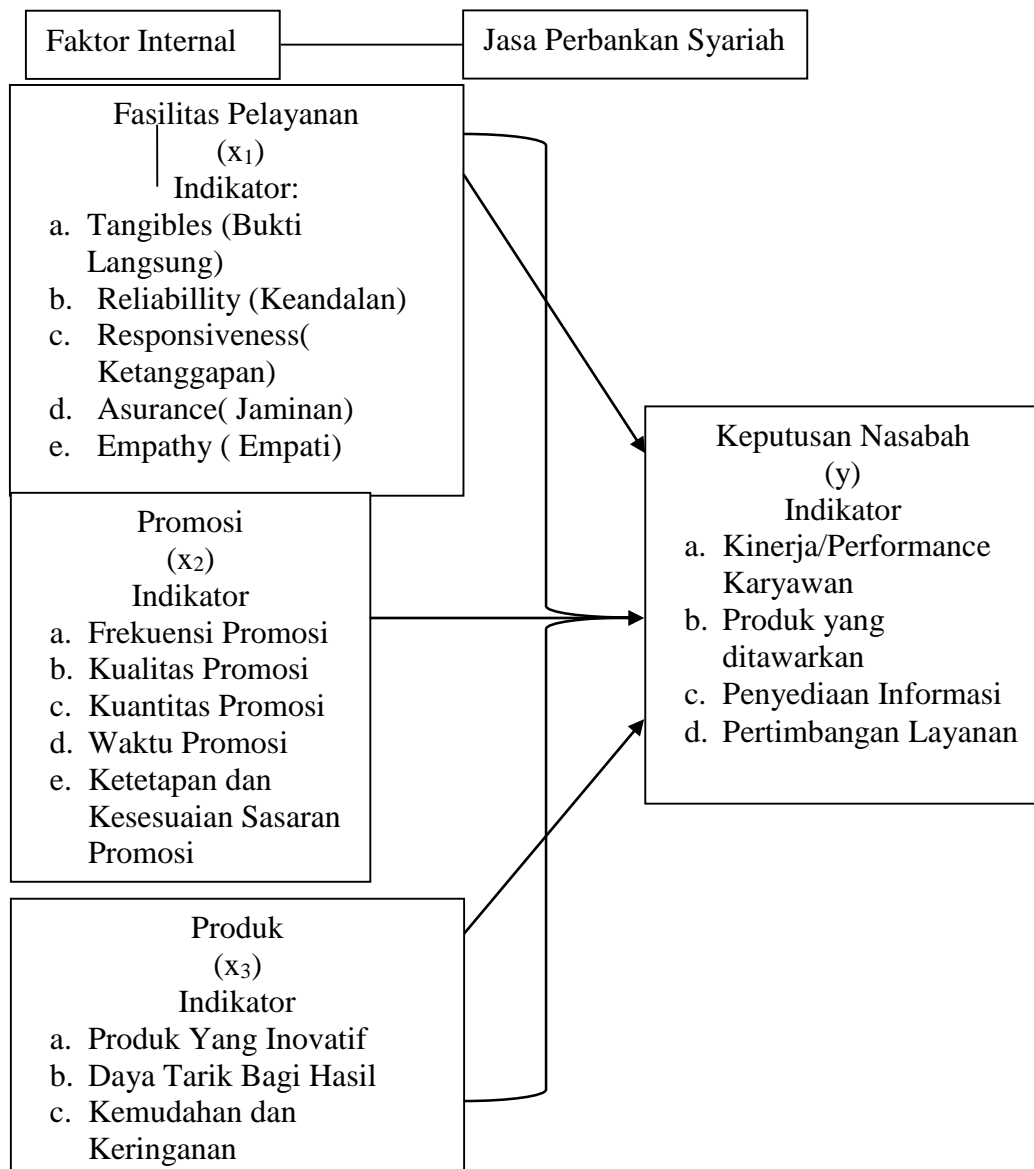 Faktor Internal
Jasa Perbankan Syariah
Fasilitas Pelayanan
(x₁)
Indikator:
a. Tangibles (Bukti
Langsung)
b. Reliabillity (Keandalan)
c. Responsiveness(
Ketanggapan)
d. Asurance( Jaminan)
e. Empathy ( Empati)
Promosi
(x₂)
Indikator
a. Frekuensi Promosi
b. Kualitas Promosi
c. Kuantitas Promosi
d. Waktu Promosi
e. Ketetapan dan
Kesesuaian Sasaran
Promosi
Produk
(x₃)
Indikator
a. Produk Yang Inovatif
b. Daya Tarik Bagi Hasil
c. Kemudahan dan
Keringanan
Keputusan Nasabah
(y)
Indikator
a. Kinerja/Performance
Karyawan
b. Produk yang
ditawarkan
c. Penyediaan Informasi
d. Pertimbangan Layanan